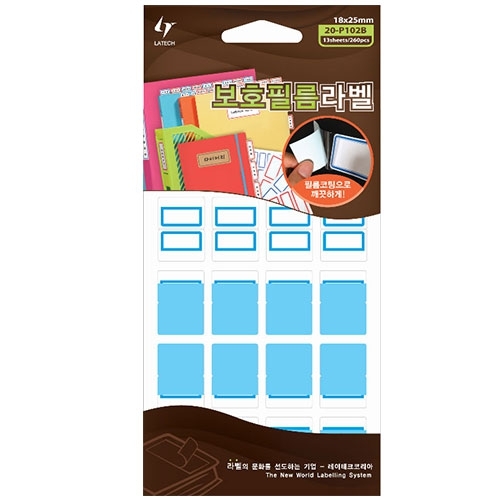 LATECH
18x25mm
20-P102B
13sheets/260pcs
보호필름라벨
필름코팅으로
깨끗하게!
라벨의 문화를 선도하는 기업 - 레이테크코리아
The New World Labelling System